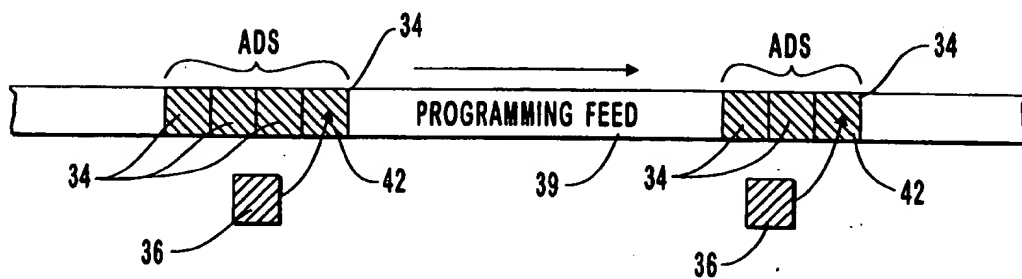 ADS 34 ADS 34
PROGRAMMING FEED
34 42 39 34 42
36 36